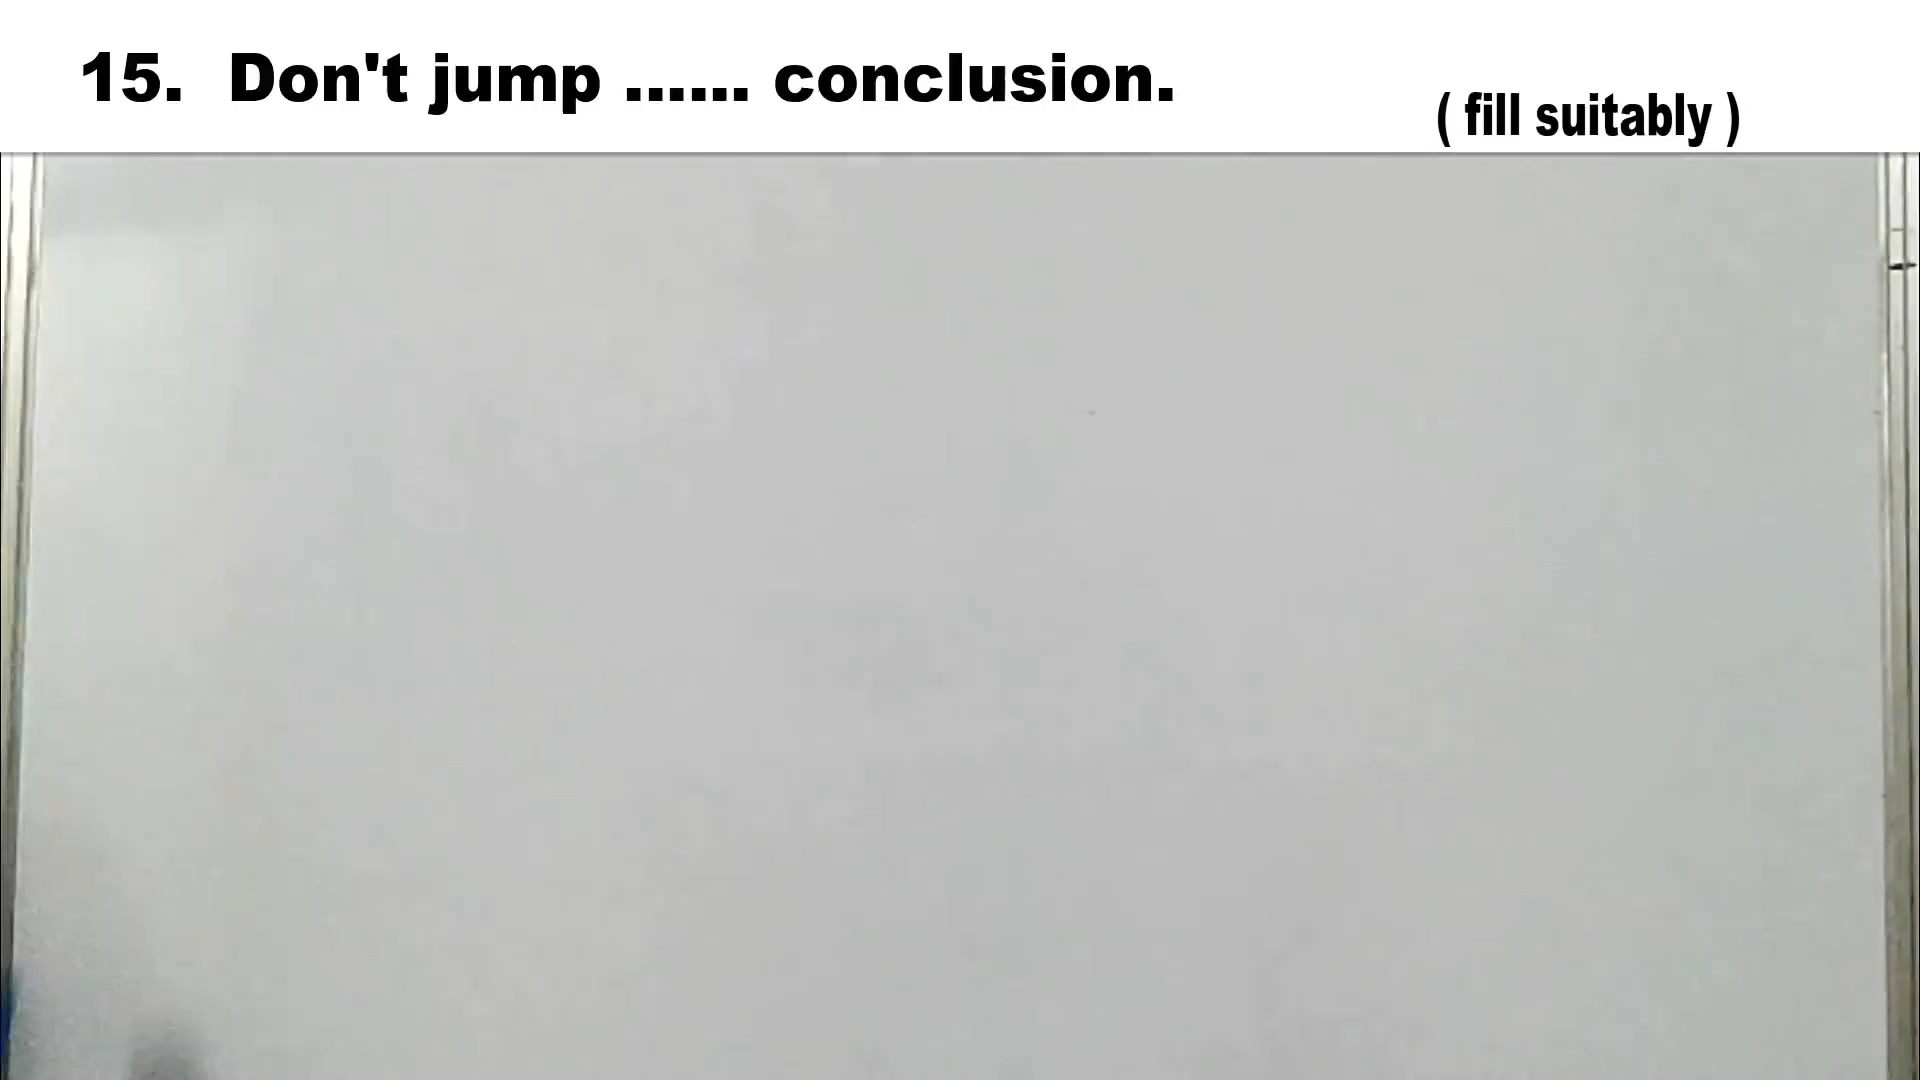 15. Don't jump ...... conclusion.
( fill suitably )